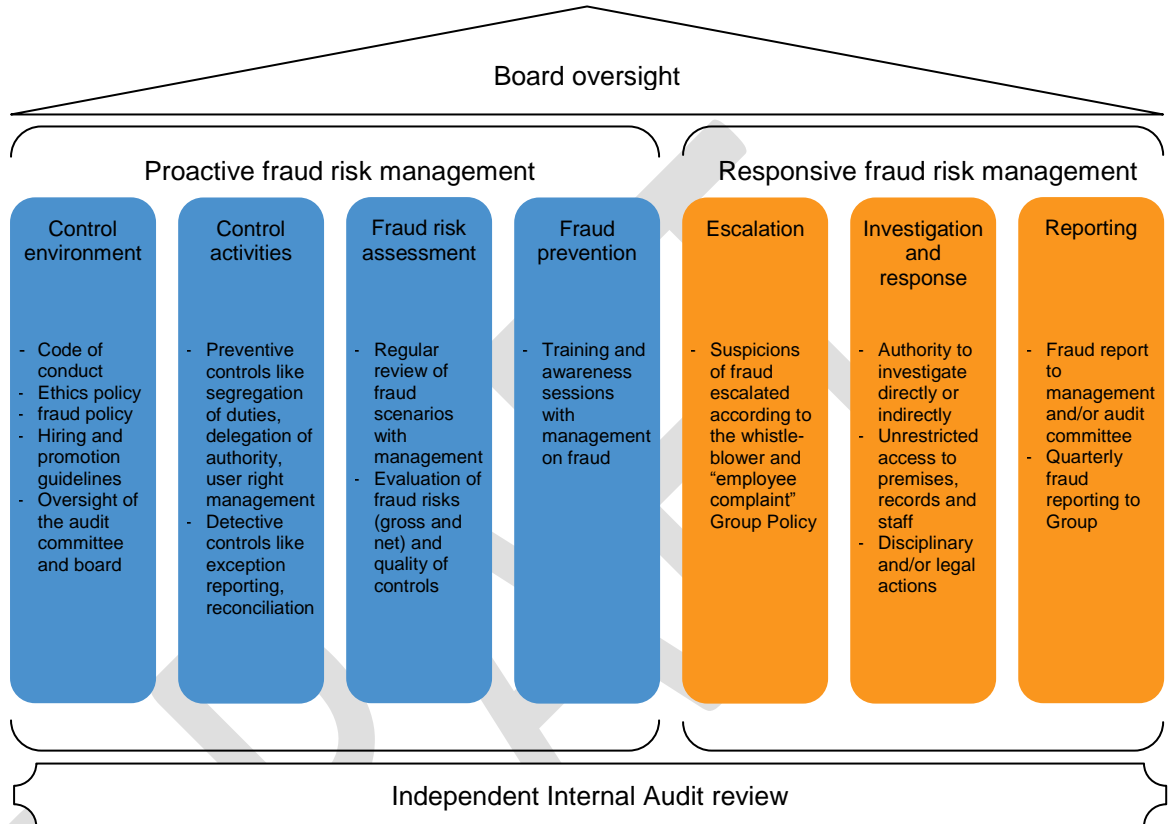 Board oversight
Proactive fraud risk management
Responsive fraud risk management
Control
environment
- Code of
conduct
- Ethics policy
- fraud policy
- Hiring and
promotion
guidelines
- Oversight of
the audit
committee
and board
Control
activities
- Preventive
controls like
segregation
of duties,
delegation of
authority,
user right
management
- Detective
controls like
exception
reporting,
reconciliation
Fraud risk
assessment
- Regular
review of
fraud
scenarios
with
management
- Evaluation of
fraud risks
(gross and
net) and
quality of
controls
Fraud
prevention
- Training and
awareness
sessions
with
management
on fraud
Escalation
- Suspicions
of fraud
escalated
according to
the whistle-
blower and
“employee
complaint”
Group Policy
Investigation
and
response
- Authority to
investigate
directly or
indirectly
- Unrestricted
access to
premises,
records and
staff
- Disciplinary
and/or legal
actions
Reporting
- Fraud report
to
management
and/or audit
committee
- Quarterly
fraud
reporting to
Group
Independent Internal Audit review